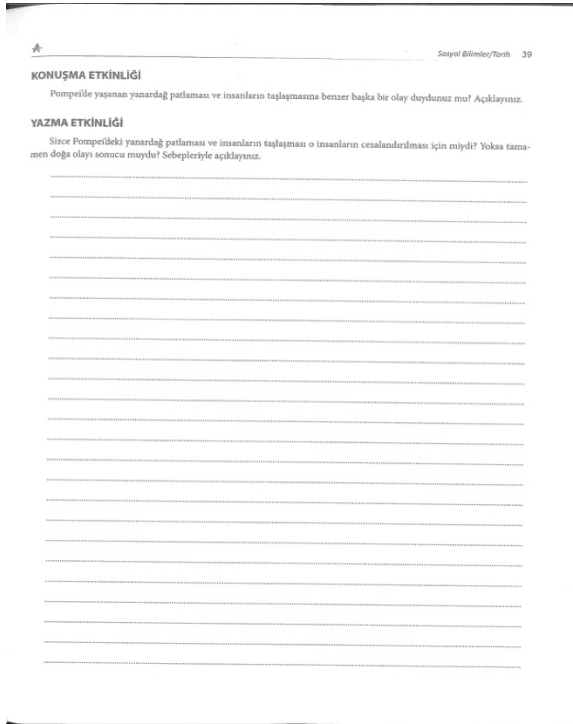 Sosyal Bilimler/Tarih 39
KONUŞMA ETKİNLİĞİ
Pompei'de yaşanan yanardağ patlaması ve insanların taşlaşmasına benzer başka bir olay duydunuz mu? Açıklayınız.
YAZMA ETKİNLİĞİ
Sizce Pompei'deki yanardağ patlaması ve insanların taşlaşması o insanların cezalandırılması için miydi? Yoksa tama-
men doğa olayı sonucu muydu? Sebepleriyle açıklayınız.